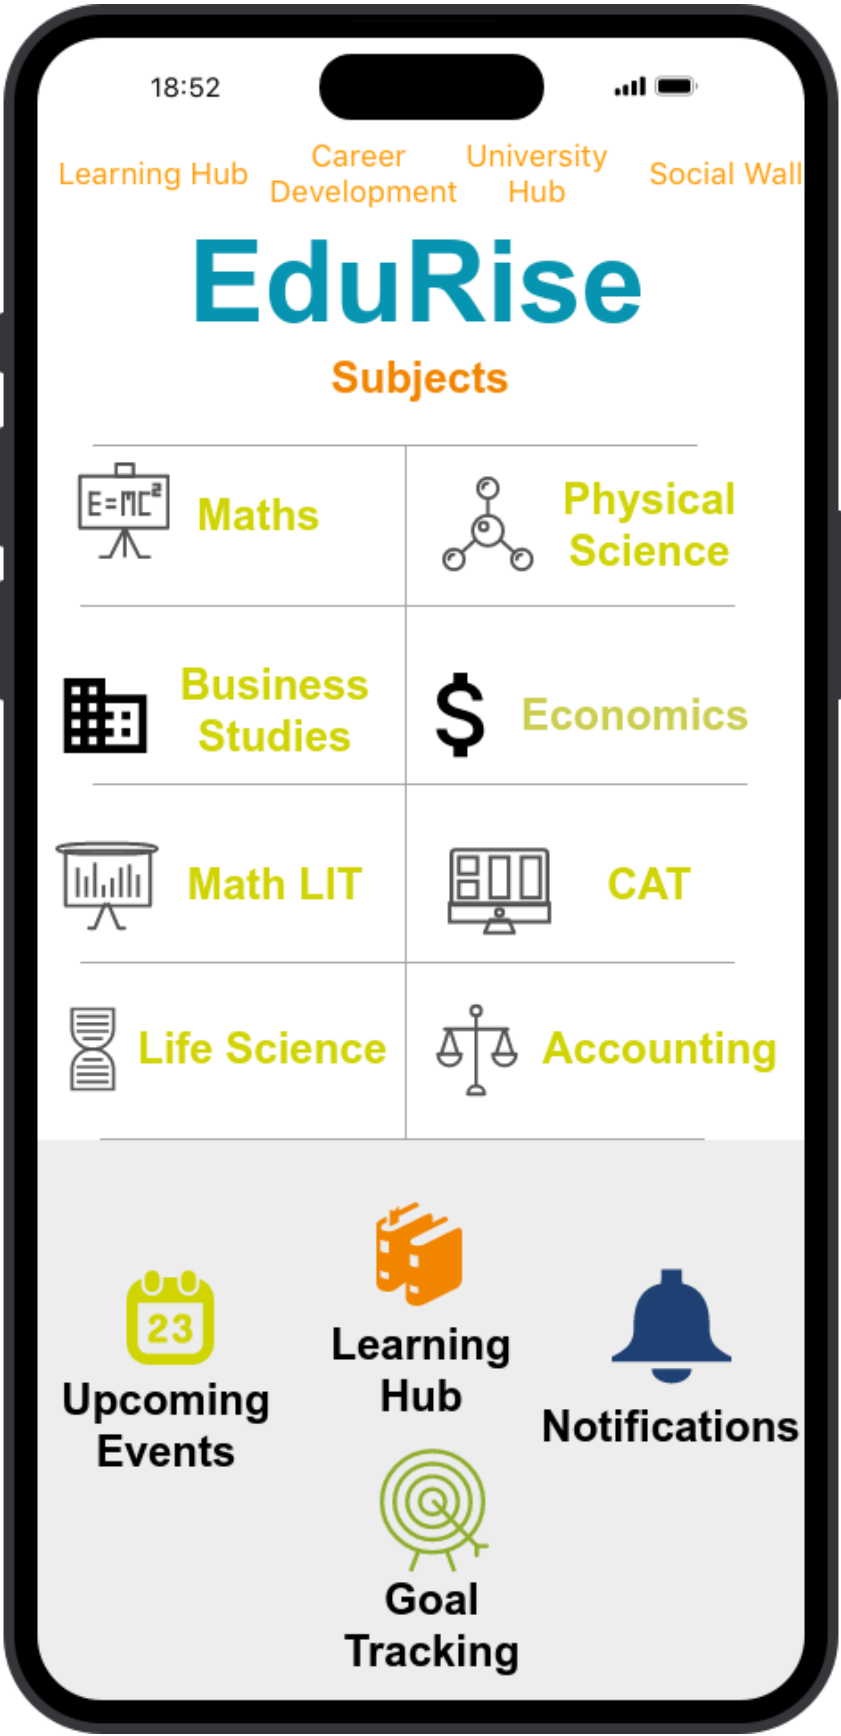 18:52
Learning Hub
Career
Development
University
Hub
Social Wall
EduRise
Subjects
E=MC²
Maths
Physical
Science
Business
Studies
$
Economics
Math LIT
CAT
Life Science
Accounting
23
Upcoming
Events
Learning
Hub
Notifications
Goal
Tracking